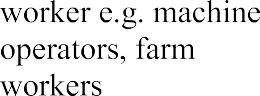 worker e.g. machine
operators, farm
workers